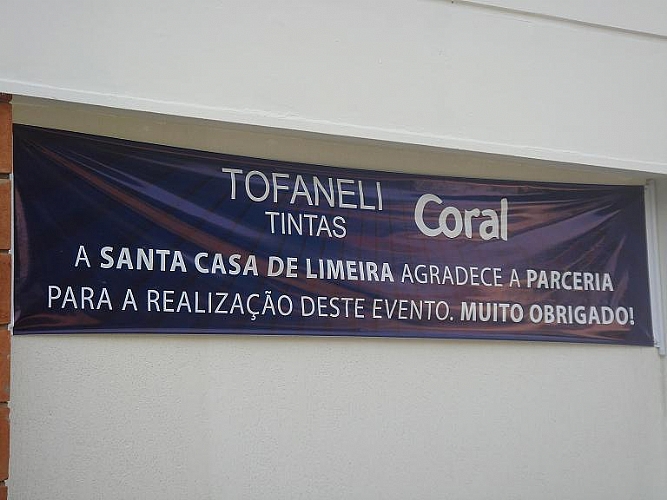 TOFANELI Coral
TINTAS
A SANTA CASA DE LIMEIRA AGRADECE A PARCERIA
PARA A REALIZAÇÃO DESTE EVENTO. MUITO OBRIGADO!